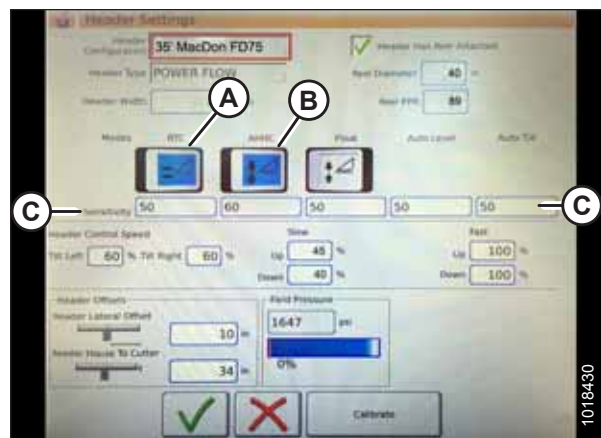 Header Settings
Header Configuration 35' MacDon FD75 Header Has Reel Attached
Header Type POWER FLOW Reel Diameter 40 in
Header Width Reel PPR 89
A B
Modes RTC AHHC Float Auto Level Auto Tilt
C Sensitivity 50 60 50 50 50 C
Header Control Speed Slow Fast
Tilt Left 60 % Tilt Right 60 % Up 45 % Up 100 %
Down 40 % Down 100 %
Header Offsets Field Pressure
Header Lateral Offset 1647 psi
10 in
Feeder House To Cutter 0%
34 in
Calibrate
1018430